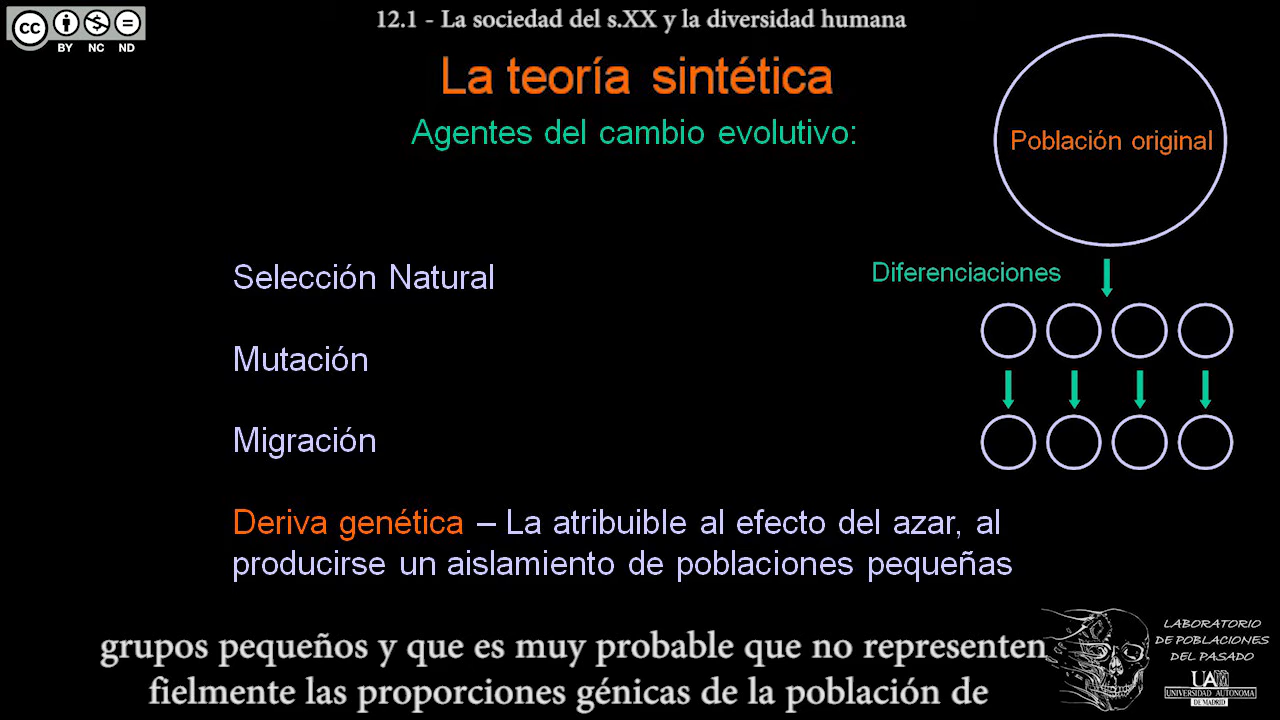 12.1 - La sociedad del s.XX y la diversidad humana
cc
BY NC ND
La teoría sintética
Agentes del cambio evolutivo:
Población original
Diferenciaciones
Selección Natural
Mutación
Migración
Deriva genética – La atribuible al efecto del azar, al
producirse un aislamiento de poblaciones pequeñas
grupos pequeños y que es muy probable que no representen
fielmente las proporciones génicas de la población de
LABORATORIO
DE POBLACIONES
DEL PASADO
UAM
UNIVERSIDAD AUTONOMA
DE MADRID